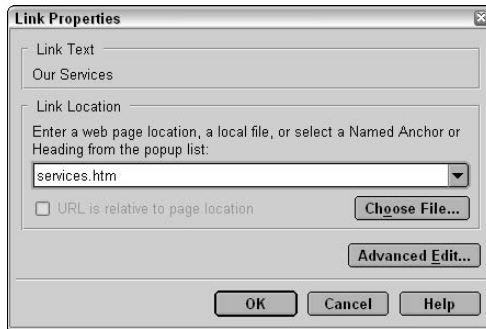 Link Properties
Link Text
Our Services
Link Location
Enter a web page location, a local file, or select a Named Anchor or
Heading from the popup list:
services.htm
URL is relative to page location
Choose File...
Advanced Edit...
OK
Cancel
Help